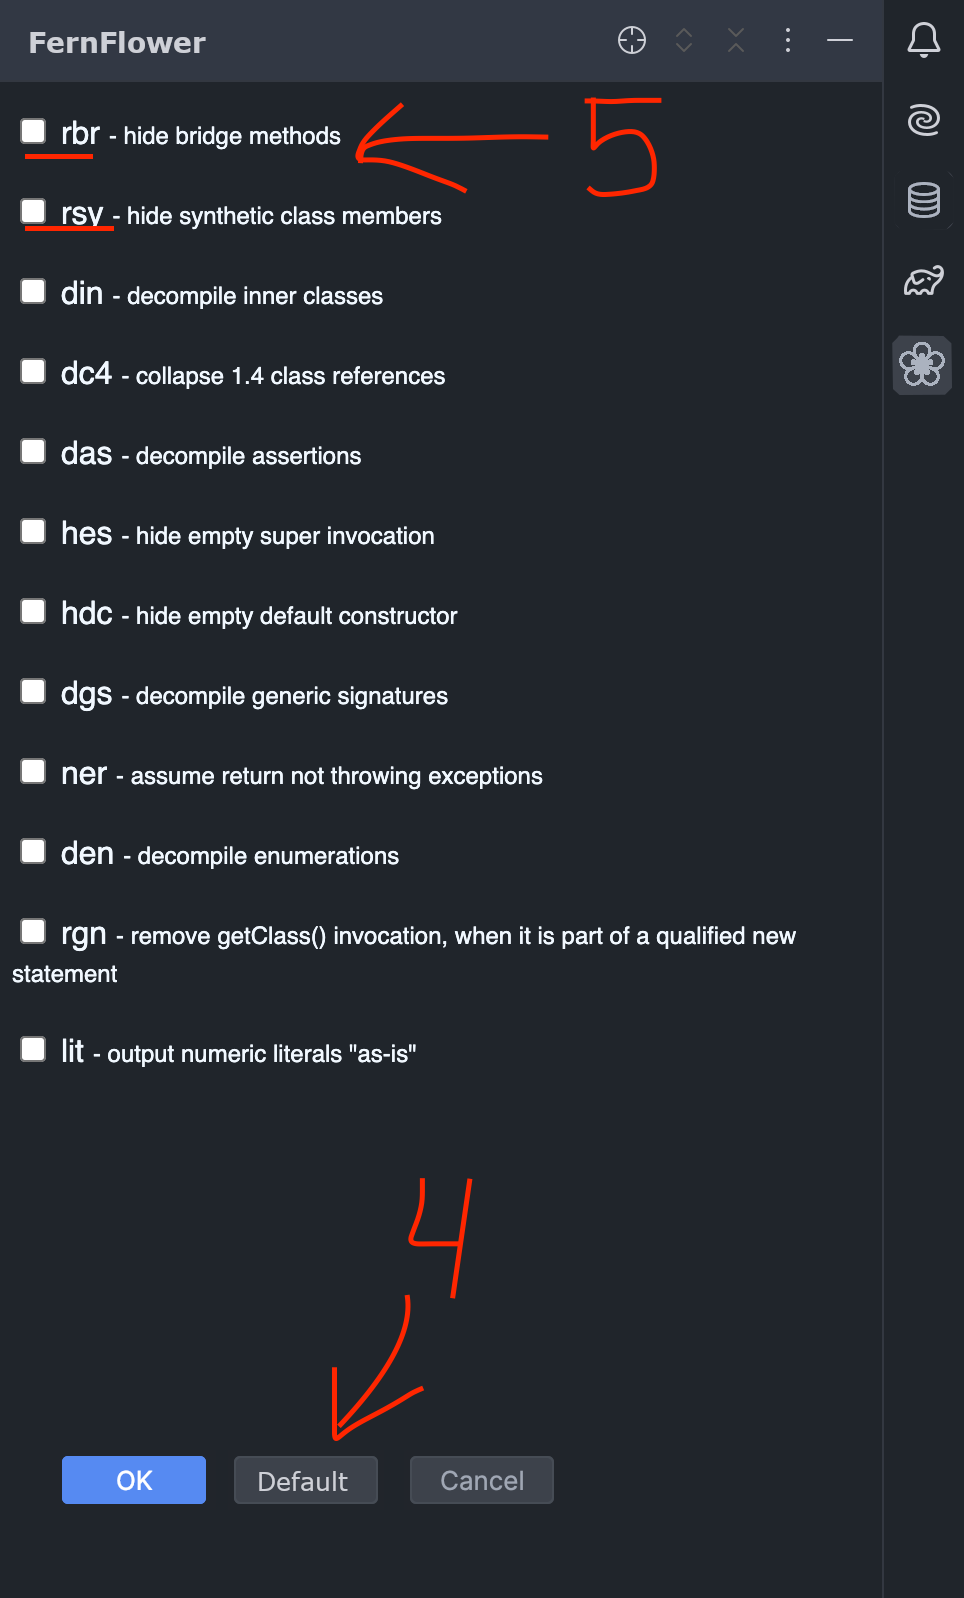 FernFlower
rbr - hide bridge methods
5
rsy - hide synthetic class members
din - decompile inner classes
dc4 - collapse 1.4 class references
das - decompile assertions
hes - hide empty super invocation
hdc - hide empty default constructor
dgs - decompile generic signatures
ner - assume return not throwing exceptions
den - decompile enumerations
rgn - remove getClass() invocation, when it is part of a qualified new
statement
lit - output numeric literals "as-is"
4
OK Default Cancel